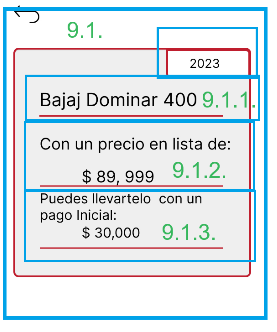 9.1.
2023
Bajaj Dominar 400 9.1.1.
Con un precio en lista de:
$ 89, 999 9.1.2.
Puedes llevartelo con un
pago Inicial:
$ 30,000 9.1.3.